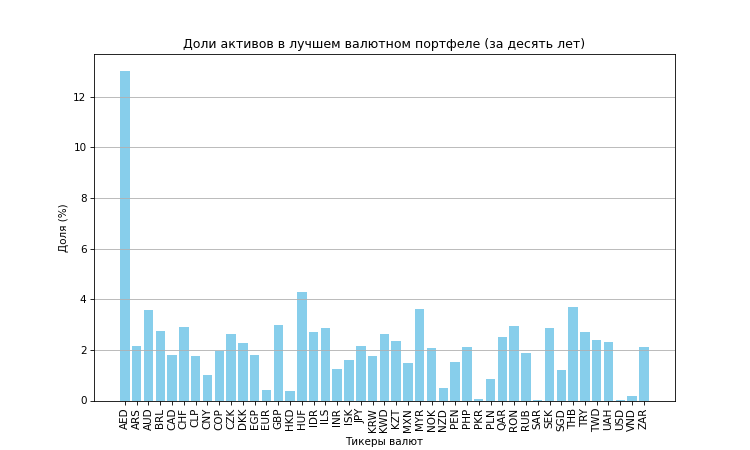 Доли активов в лучшем валютном портфеле (за десять лет)
Доля (%)
12
10
8
6
4
2
0
AED ARS AUD BRL CAD CHF CLP CNY COP CZK DKK EGP EUR GBP HKD HUF IDR ILS INR ISK JPY KRW KWD KZT MXN MYR NOK NZD PEN PHP PKR PLN QAR RON RUB SAR SEK SGD THB TRY TWD UAH USD VND ZAR
Тикеры валют